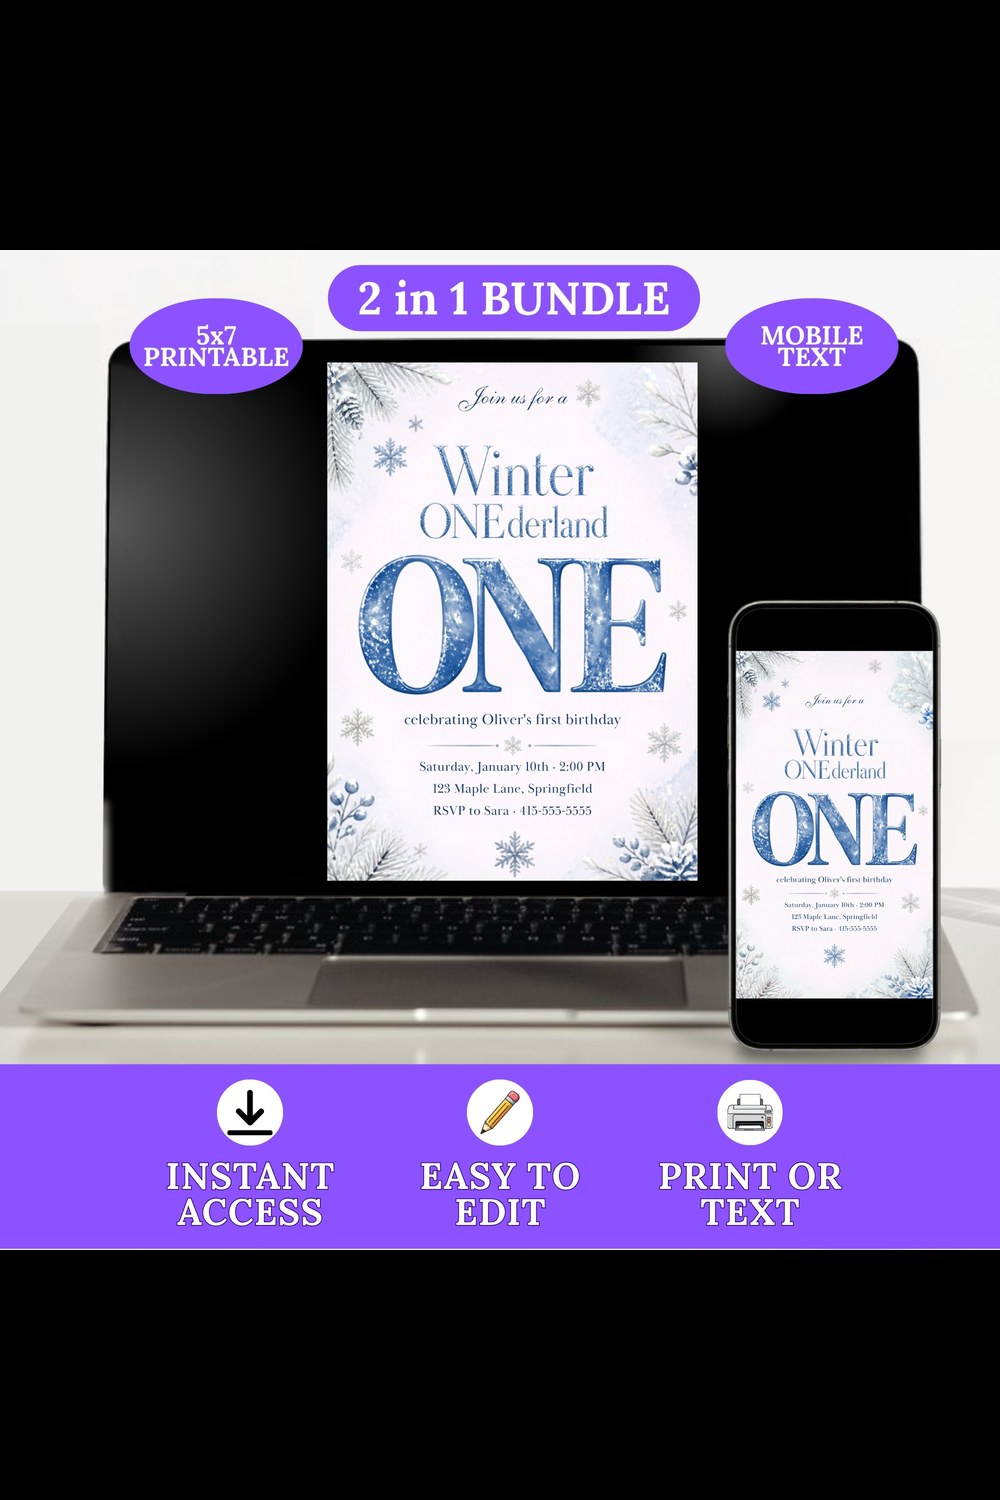 2 in 1 BUNDLE
5x7
PRINTABLE
MOBILE
TEXT
Join us for a
Winter
ONEderland
ONE
celebrating Oliver's first birthday
Saturday, January 10th · 2:00 PM
123 Maple Lane, Springfield
RSVP to Sara · 415-555-5555
Join us for a
Winter
ONEderland
ONE
celebrating Oliver's first birthday
Saturday, January 10th · 2:00 PM
123 Maple Lane, Springfield
RSVP to Sara · 415-555-5555
INSTANT
ACCESS
EASY TO
EDIT
PRINT OR
TEXT